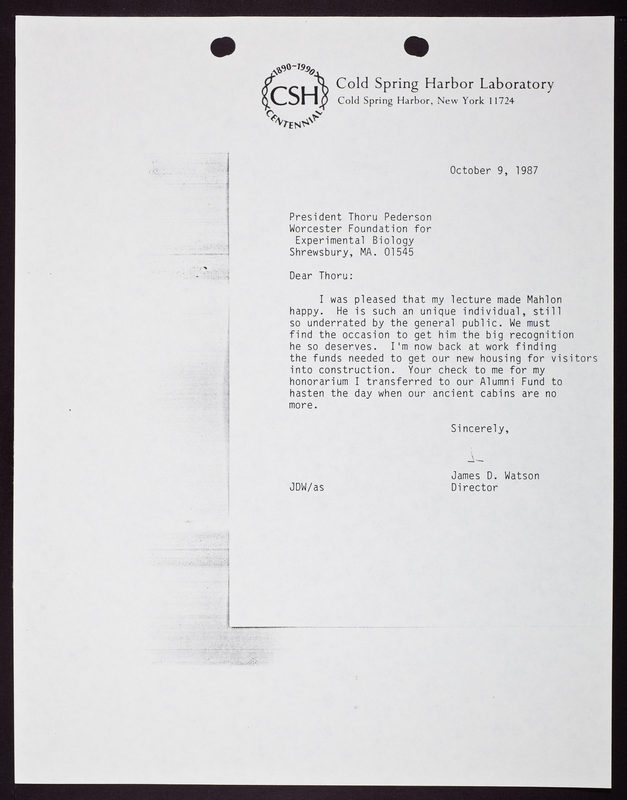 1890~1990
CSH
CENTENNIAL
Cold Spring Harbor Laboratory
Cold Spring Harbor, New York 11724
October 9, 1987
President Thoru Pederson
Worcester Foundation for
Experimental Biology
Shrewsbury, MA. 01545
Dear Thoru:
I was pleased that my lecture made Mahlon
happy. He is such an unique individual, still
so underrated by the general public. We must
find the occasion to get him the big recognition
he so deserves. I'm now back at work finding
the funds needed to get our new housing for visitors
into construction. Your check to me for my
honorarium I transferred to our Alumni Fund to
hasten the day when our ancient cabins are no
more.
Sincerely,
James D. Watson
JDW/as Director